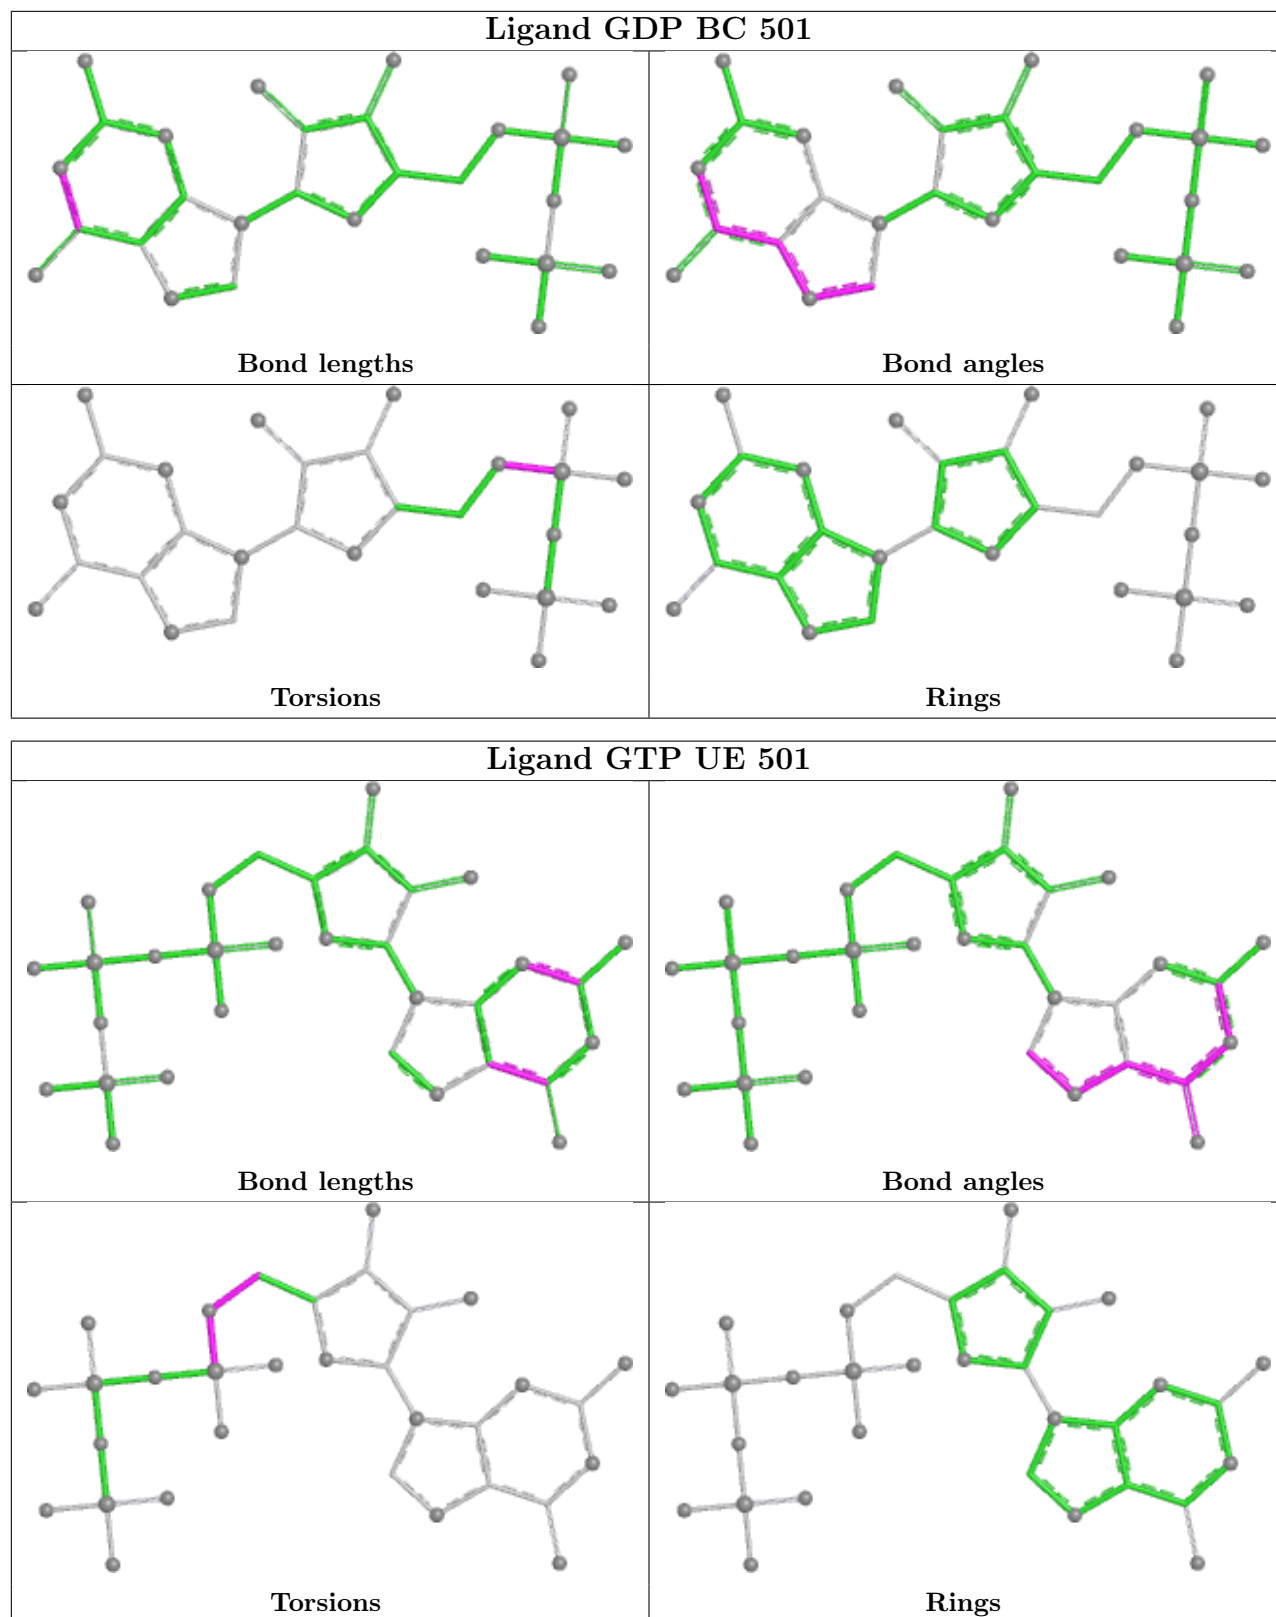 Ligand GDP BC 501
Bond lengths
Bond angles
Torsions
Rings
Ligand GTP UE 501
Bond lengths
Bond angles
Torsions
Rings